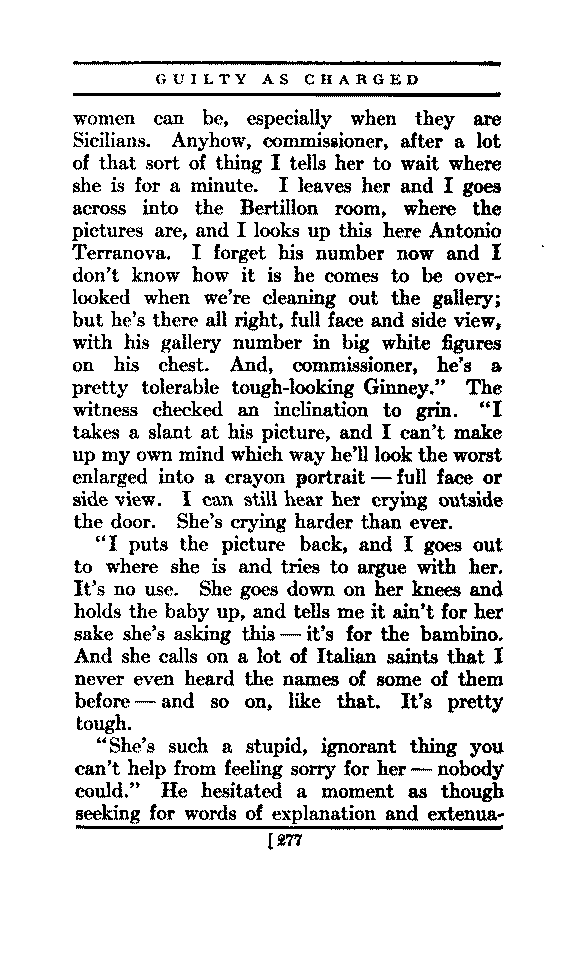 GUILTY AS CHARGED
women can be, especially when they are
Sicilians. Anyhow, commissioner, after a lot
of that sort of thing I tells her to wait where
she is for a minute. I leaves her and I goes
across into the Bertillon room, where the
pictures are, and I looks up this here Antonio
Terranova. I forget his number now and I
don't know how it is he comes to be over-
looked when we're cleaning out the gallery;
but he's there all right, full face and side view,
with his gallery number in big white figures
on his chest. And, commissioner, he's a
pretty tolerable tough-looking Ginney.” The
witness checked an inclination to grin. “I
takes a slant at his picture, and I can't make
up my own mind which way he'll look the worst
enlarged into a crayon portrait — full face or
side view. I can still hear her crying outside
the door. She's crying harder than ever.
“I puts the picture back, and I goes out
to where she is and tries to argue with her.
It's no use. She goes down on her knees and
holds the baby up, and tells me it ain't for her
sake she's asking this — it's for the bambino.
And she calls on a lot of Italian saints that I
never even heard the names of some of them
before — and so on, like that. It's pretty
tough.
“She's such a stupid, ignorant thing you
can't help from feeling sorry for her — nobody
could.” He hesitated a moment as though
seeking for words of explanation and extenua-
[ 277